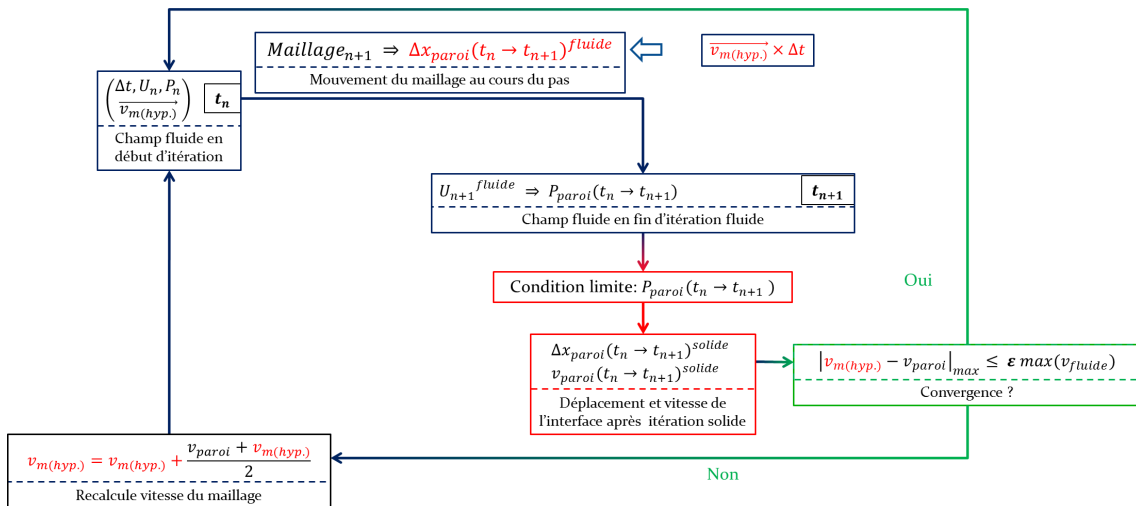 Maillage_{n+1} ⇒ Δx_{paroi}(t_n → t_{n+1})^{fluide}
Mouvement du maillage au cours du pas
\overrightarrow{v_{m(hyp.)}} × Δt
(Δt, U_n, P_n
\overrightarrow{v_{m(hyp.)}})
t_n
Champ fluide en
début d'itération
U_{n+1}^{fluide} ⇒ P_{paroi}(t_n → t_{n+1})
t_{n+1}
Champ fluide en fin d'itération fluide
Condition limite: P_{paroi}(t_n → t_{n+1} )
Oui
Δx_{paroi}(t_n → t_{n+1})^{solide}
v_{paroi}(t_n → t_{n+1})^{solide}
Déplacement et vitesse de
l'interface après itération solide
|v_{m(hyp.)} − v_{paroi}|_{max} ≤ ε max(v_{fluide})
Convergence ?
Non
v_{m(hyp.)} = v_{m(hyp.)} + \frac{v_{paroi} + v_{m(hyp.)}}{2}
Recalcule vitesse du maillage